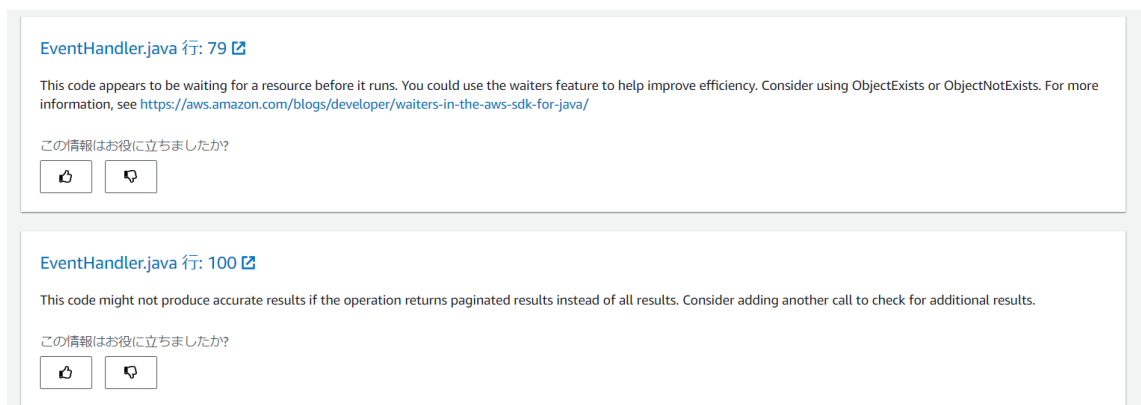 EventHandler.java 行: 79
This code appears to be waiting for a resource before it runs. You could use the waiters feature to help improve efficiency. Consider using ObjectExists or ObjectNotExists. For more
information, see https://aws.amazon.com/blogs/developer/waiters-in-the-aws-sdk-for-java/
この情報はお役に立ちましたか?
EventHandler.java 行: 100
This code might not produce accurate results if the operation returns paginated results instead of all results. Consider adding another call to check for additional results.
この情報はお役に立ちましたか?